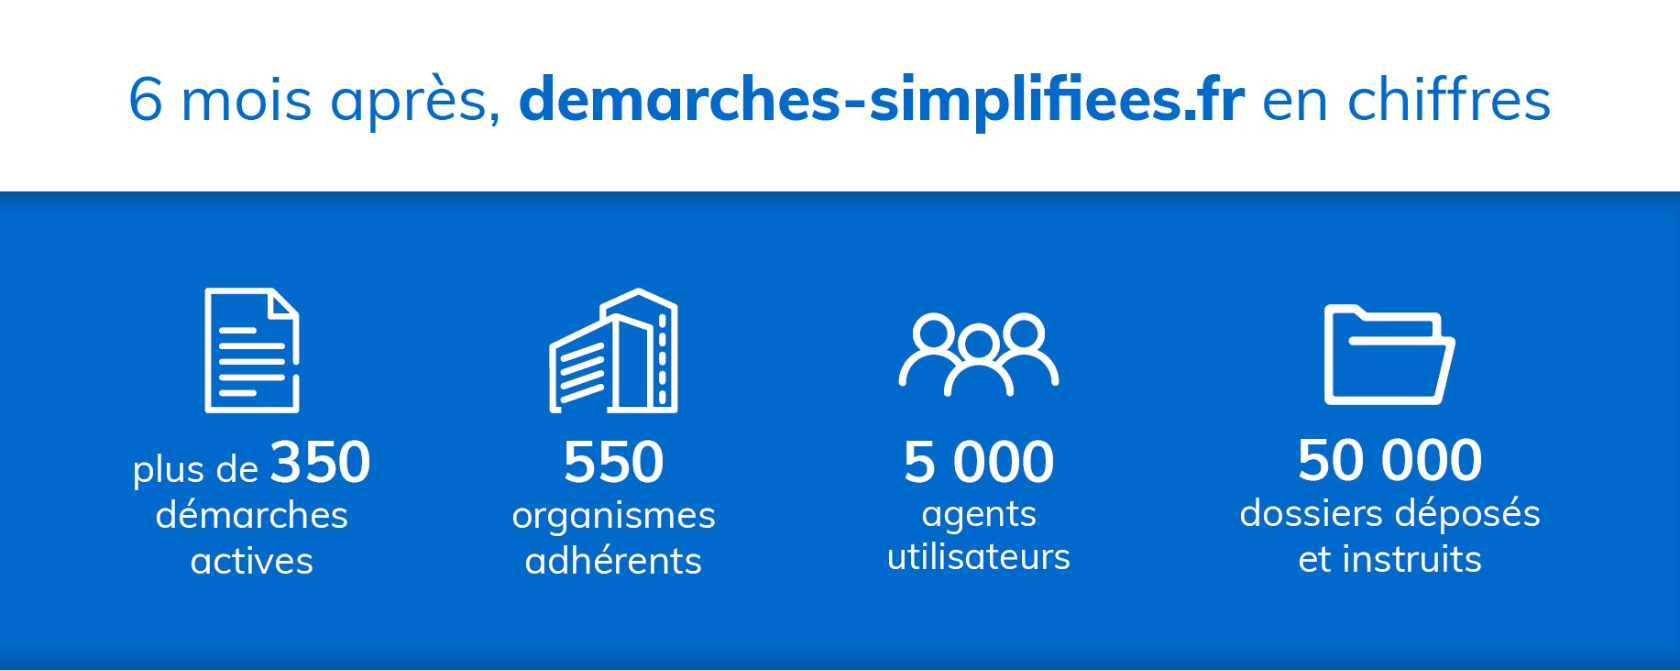 6 mois après, demarches-simplifiees.fr en chiffres
plus de 350
démarches
actives
550
organismes
adhérents
5 000
agents
utilisateurs
50 000
dossiers déposés
et instruits